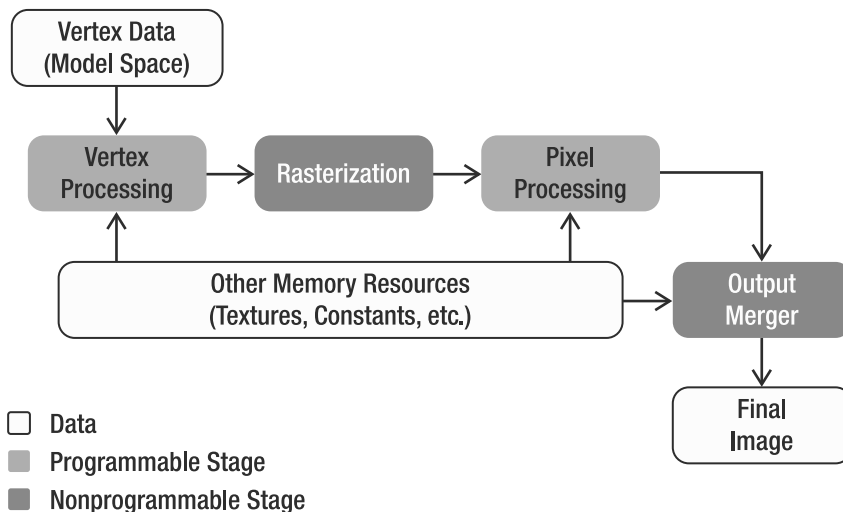 Vertex Data
(Model Space)
Vertex
Processing
Rasterization
Pixel
Processing
Other Memory Resources
(Textures, Constants, etc.)
Output
Merger
Final
Image
Data
Programmable Stage
Nonprogrammable Stage